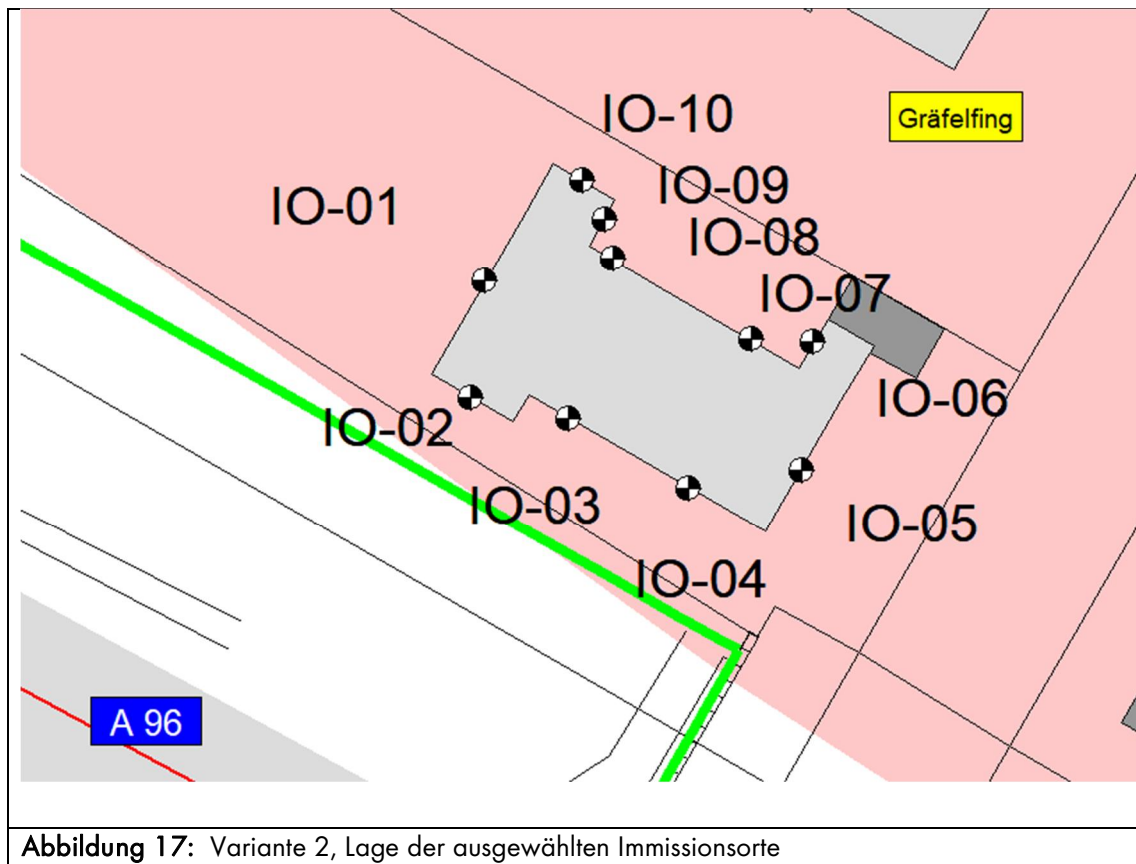 IO-10
Gräfelfing
IO-09
IO-01
IO-08
IO-07
IO-06
IO-02
IO-03
IO-05
IO-04
A 96
Abbildung 17: Variante 2, Lage der ausgewählten Immissionsorte